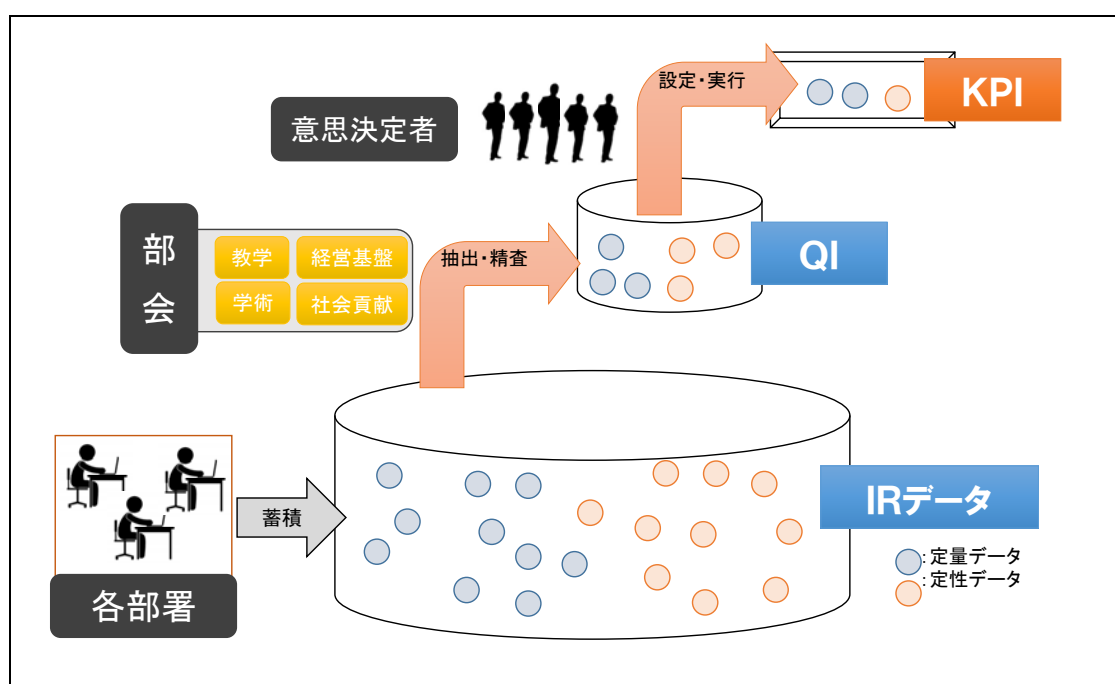 設定・実行
KPI
意思決定者
部会
教学
経営基盤
学術
社会貢献
抽出・精査
QI
IRデータ
蓄積
各部署
:定量データ
:定性データ